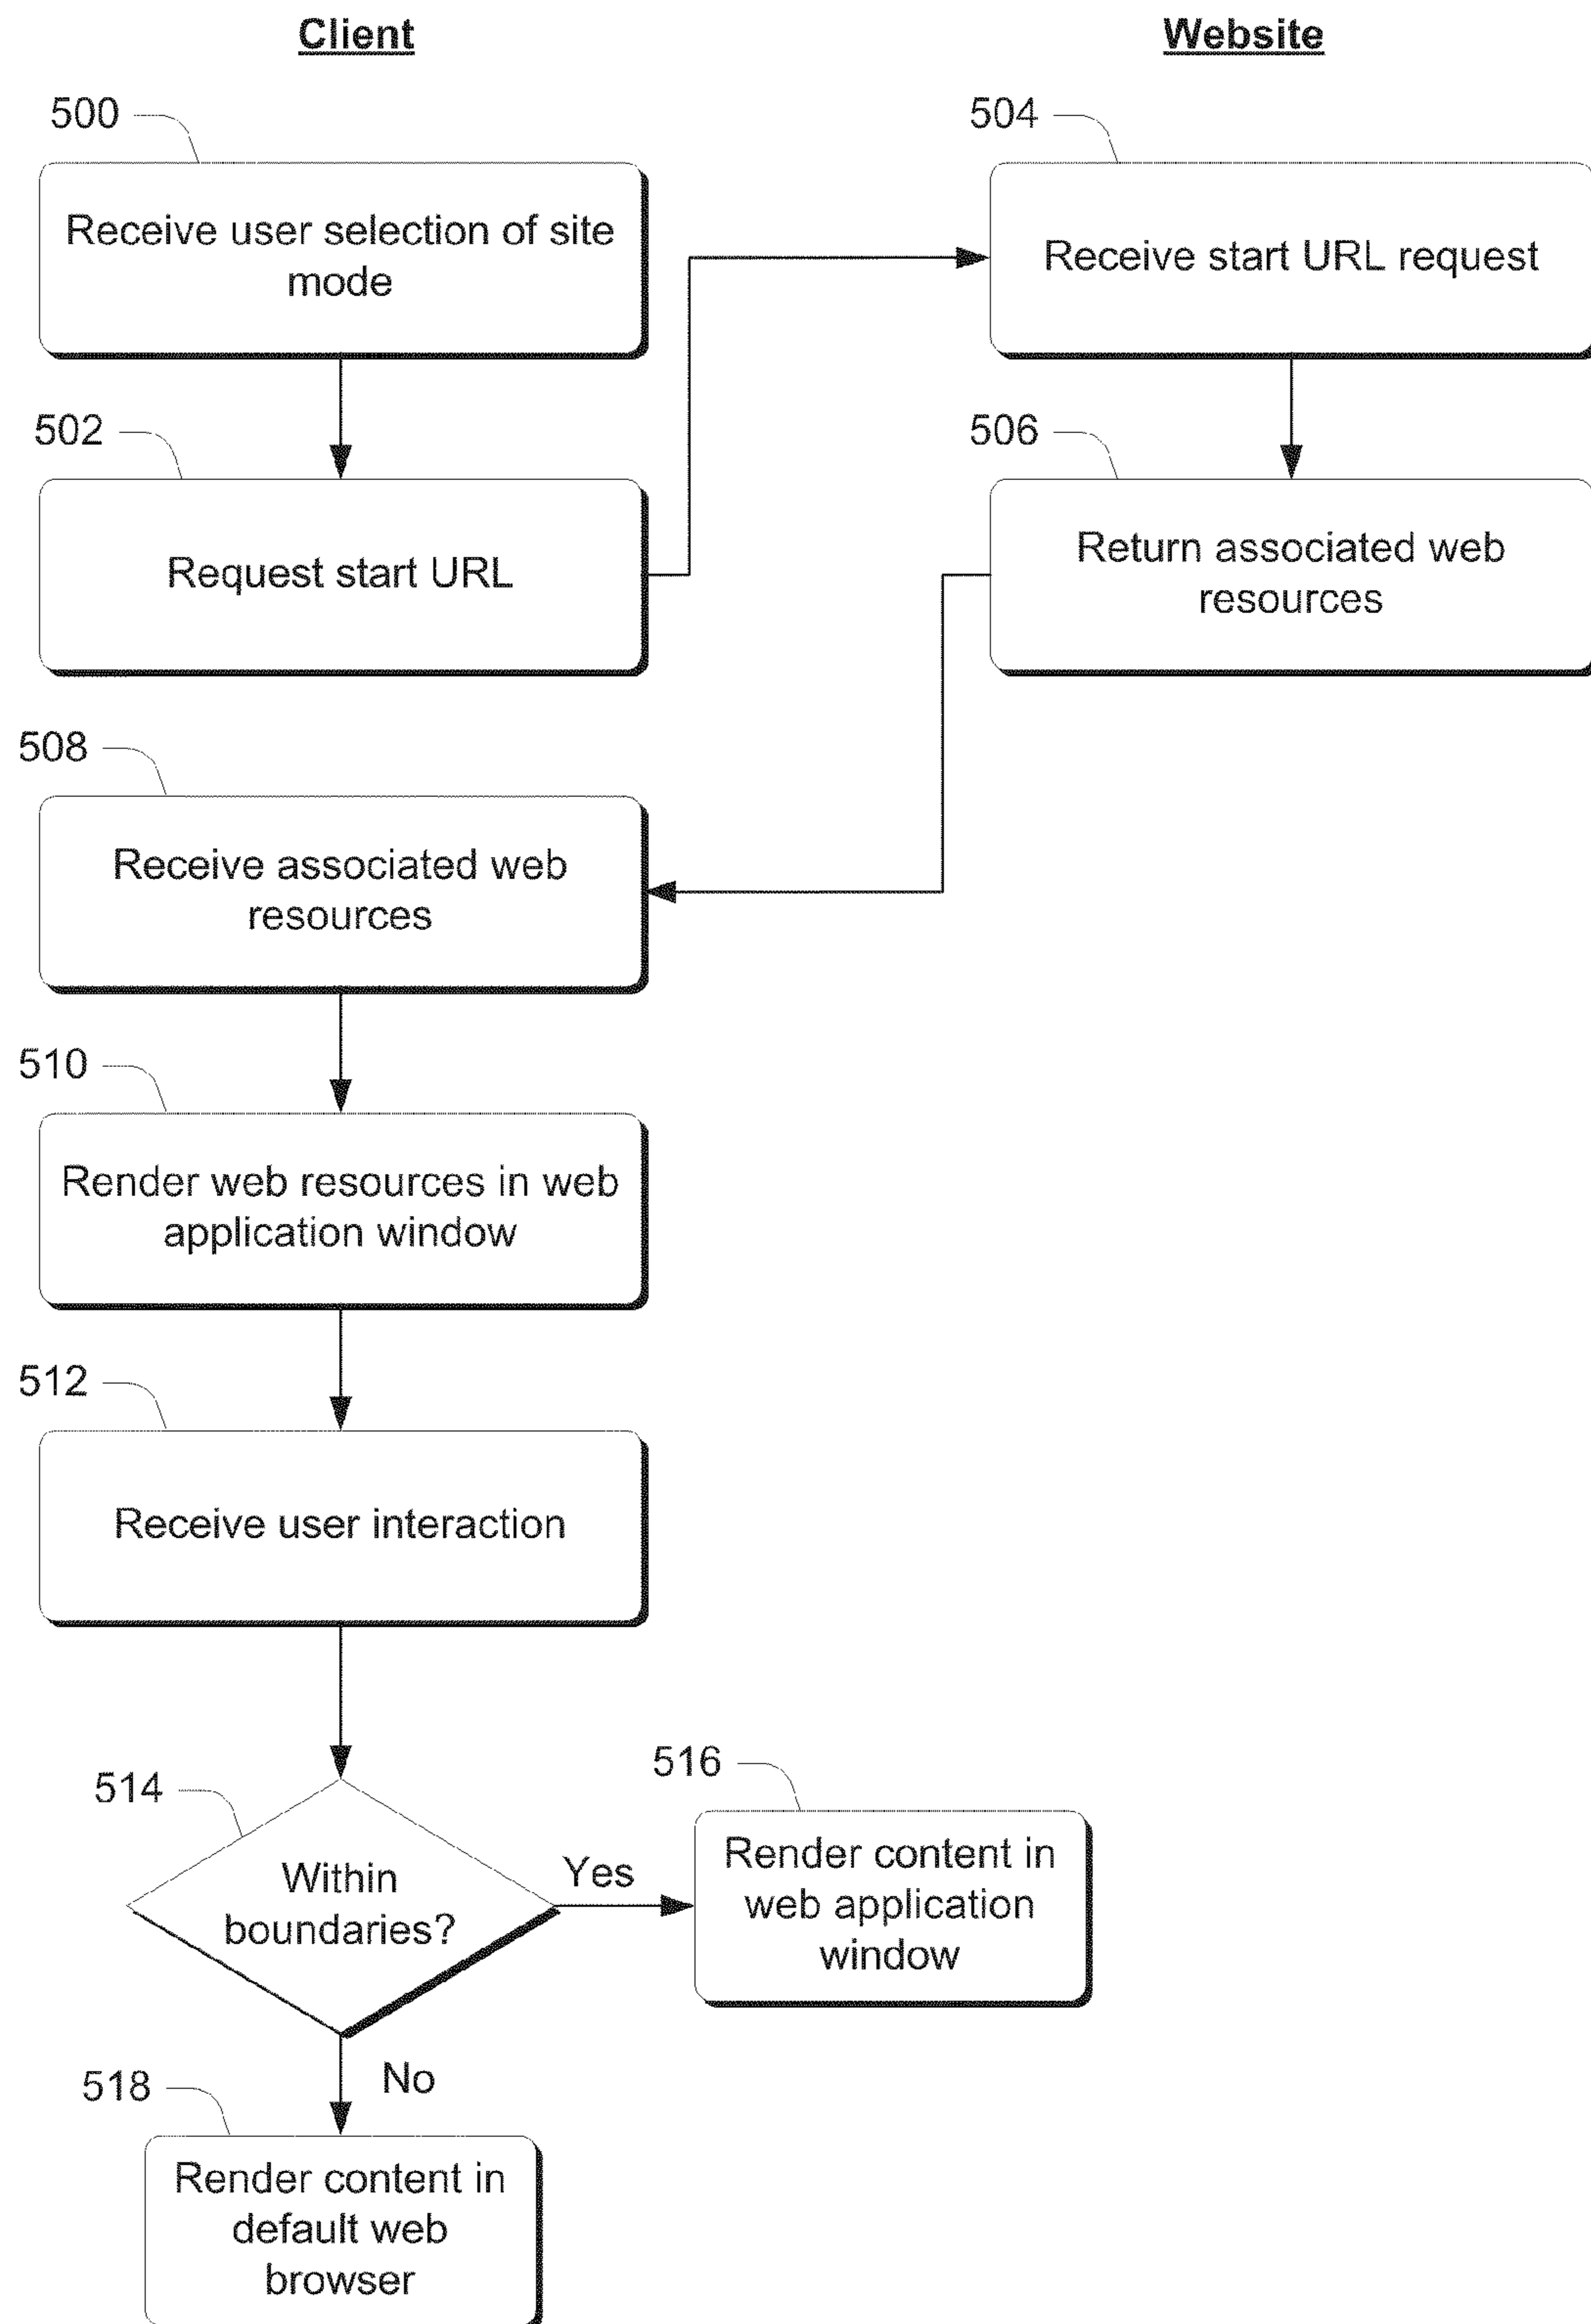 Client
Website
500
Receive user selection of site
mode
504
Receive start URL request
502
Request start URL
506
Return associated web
resources
508
Receive associated web
resources
510
Render web resources in web
application window
512
Receive user interaction
514
Within
boundaries?
Yes
516
Render content in
web application
window
No
518
Render content in
default web
browser